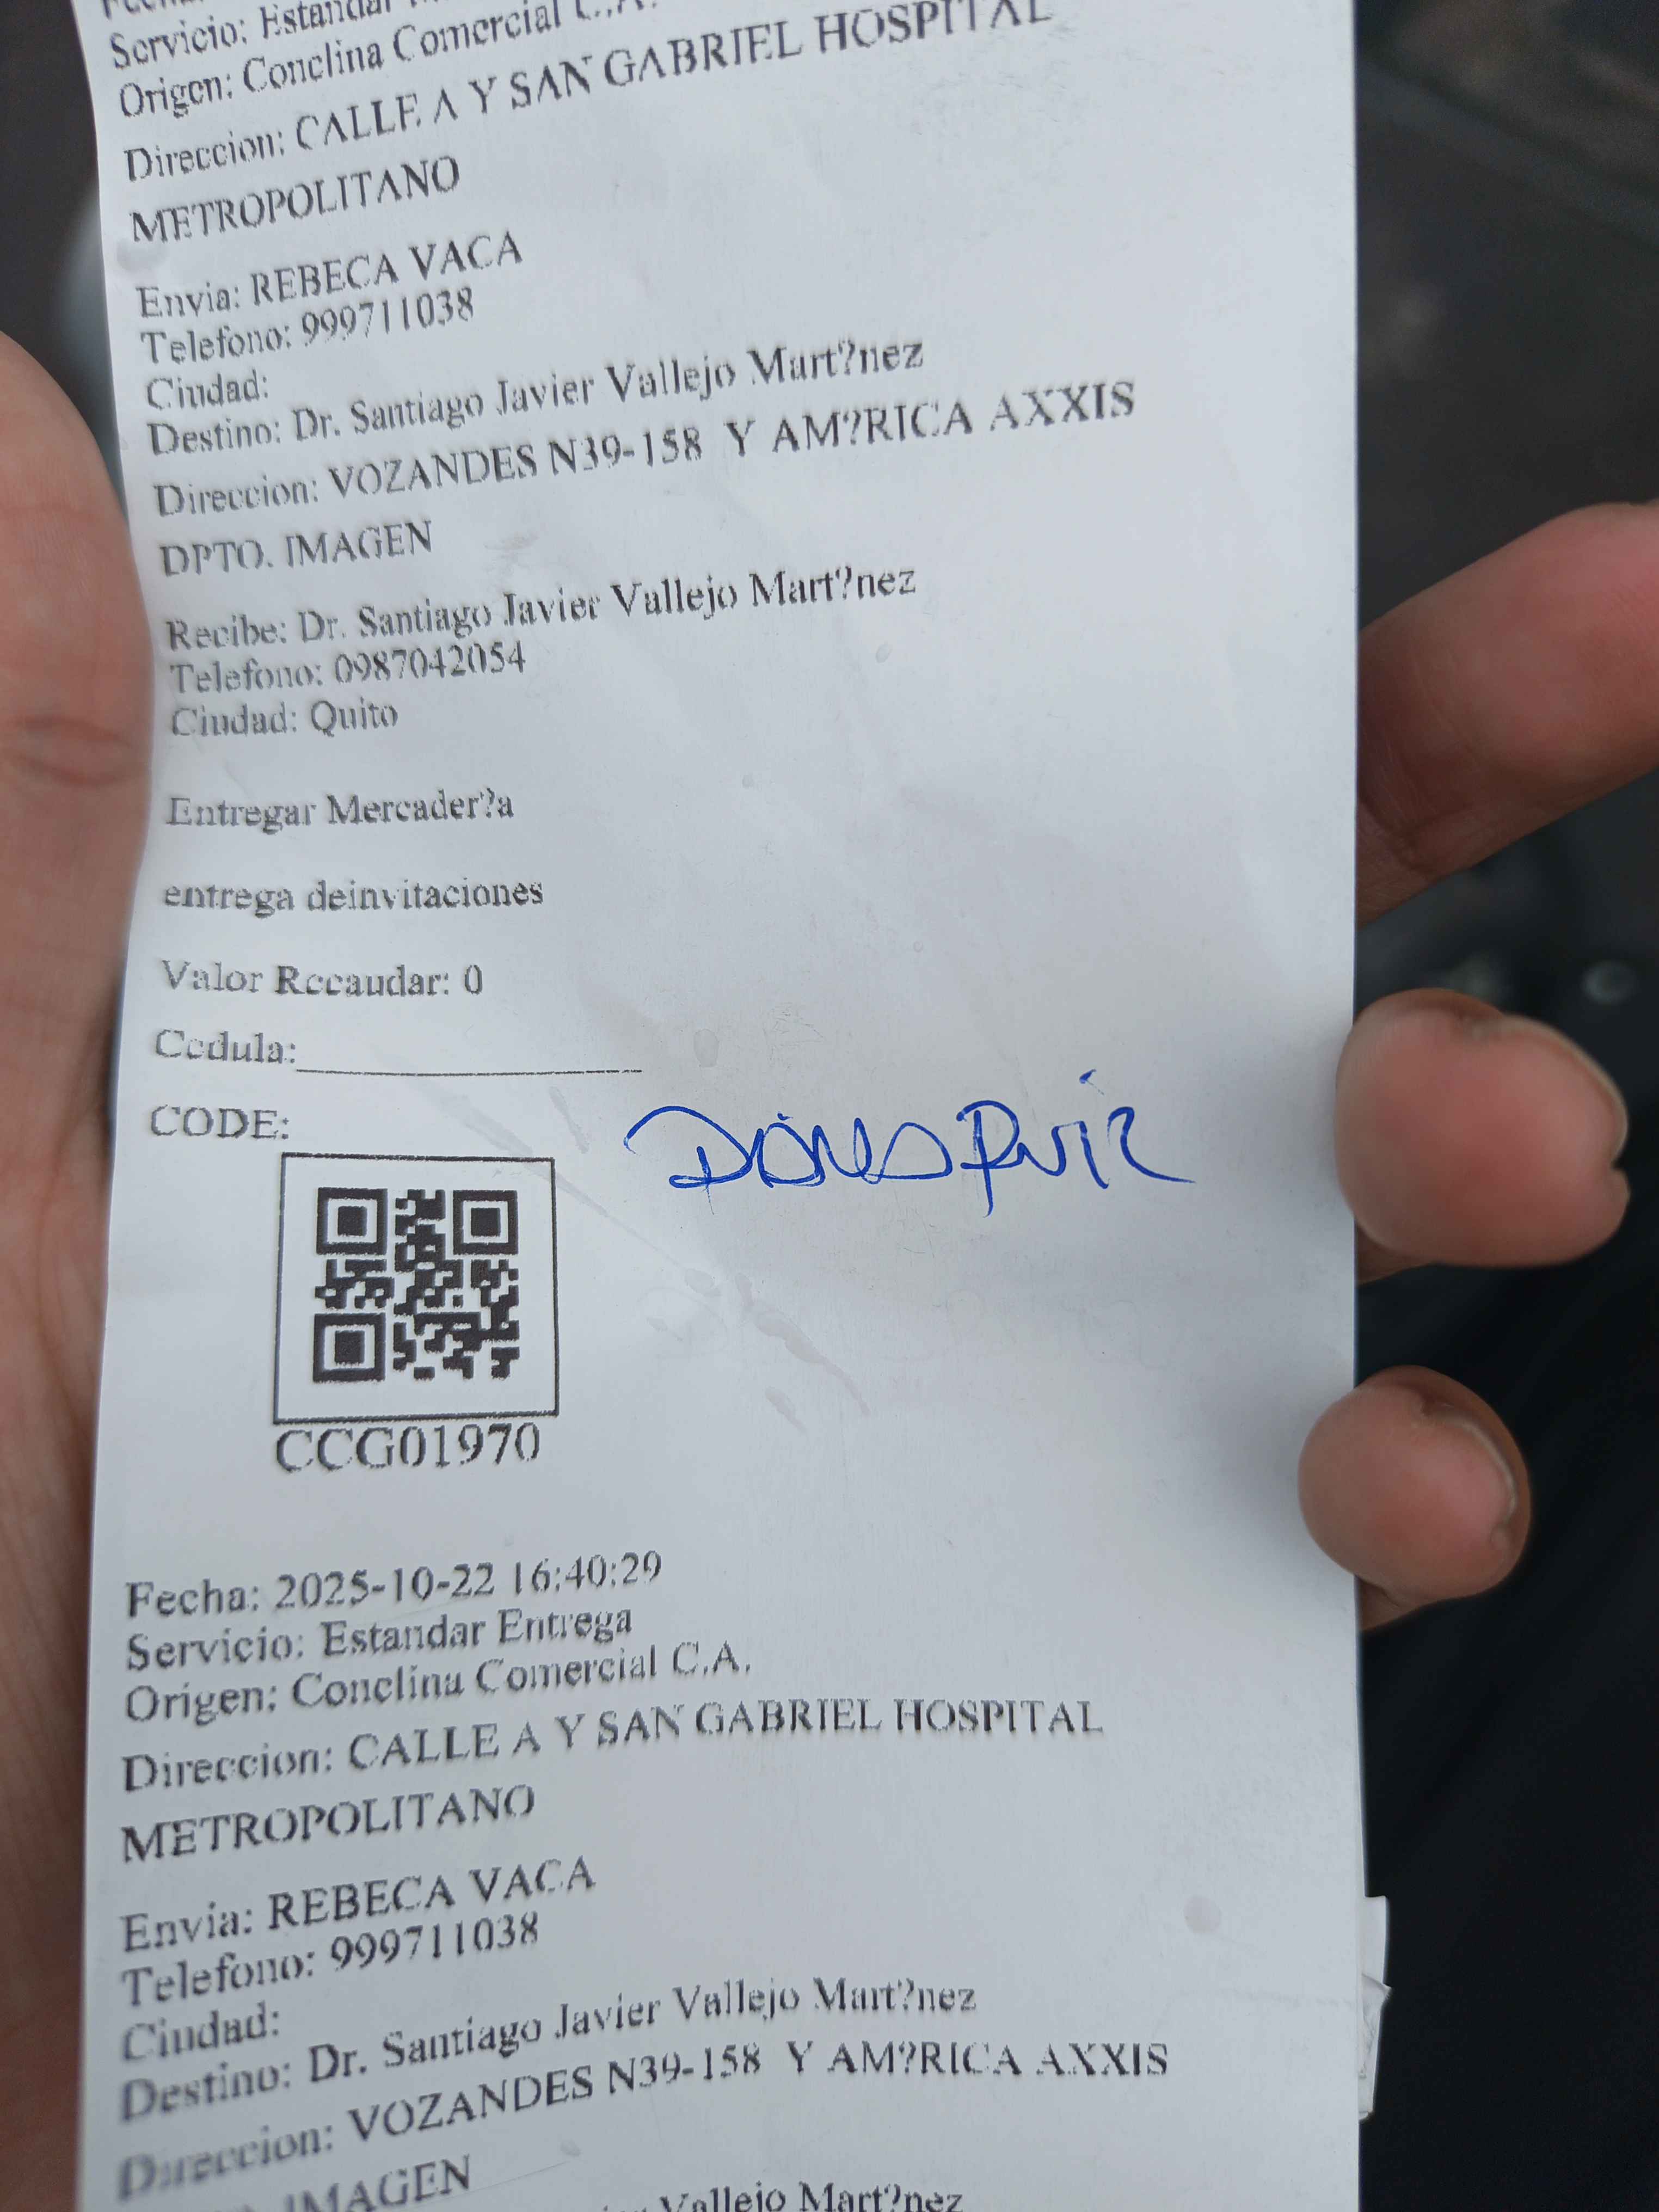 Servicio: Estandar
Origen: Conclina Comercial C.A.
Direccion: CALLE A Y SAN GABRIEL HOSPITAL
METROPOLITANO
Envia: REBECA VACA
Telefono: 999711038
Ciudad:
Destino: Dr. Santiago Javier Vallejo Mart?nez
Direccion: VOZANDES N39-158 Y AM?RICA AXXIS
DPTO. IMAGEN
Recibe: Dr. Santiago Javier Vallejo Mart?nez
Telefono: 0987042054
Ciudad: Quito
Entregar Mercader?a
entrega deinvitaciones
Valor Recaudar: 0
Cedula:
CODE:
Ruiz
CCG01970
Fecha: 2025-10-22 16:40:29
Servicio: Estandar Entrega
Origen: Conclina Comercial C.A.
Direccion: CALLE A Y SAN GABRIEL HOSPITAL
METROPOLITANO
Envia: REBECA VACA
Telefono: 999711038
Ciudad:
Destino: Dr. Santiago Javier Vallejo Mart?nez
Direccion: VOZANDES N39-158 Y AM?RICA AXXIS
IMAGEN
Vallejo Mart?nez